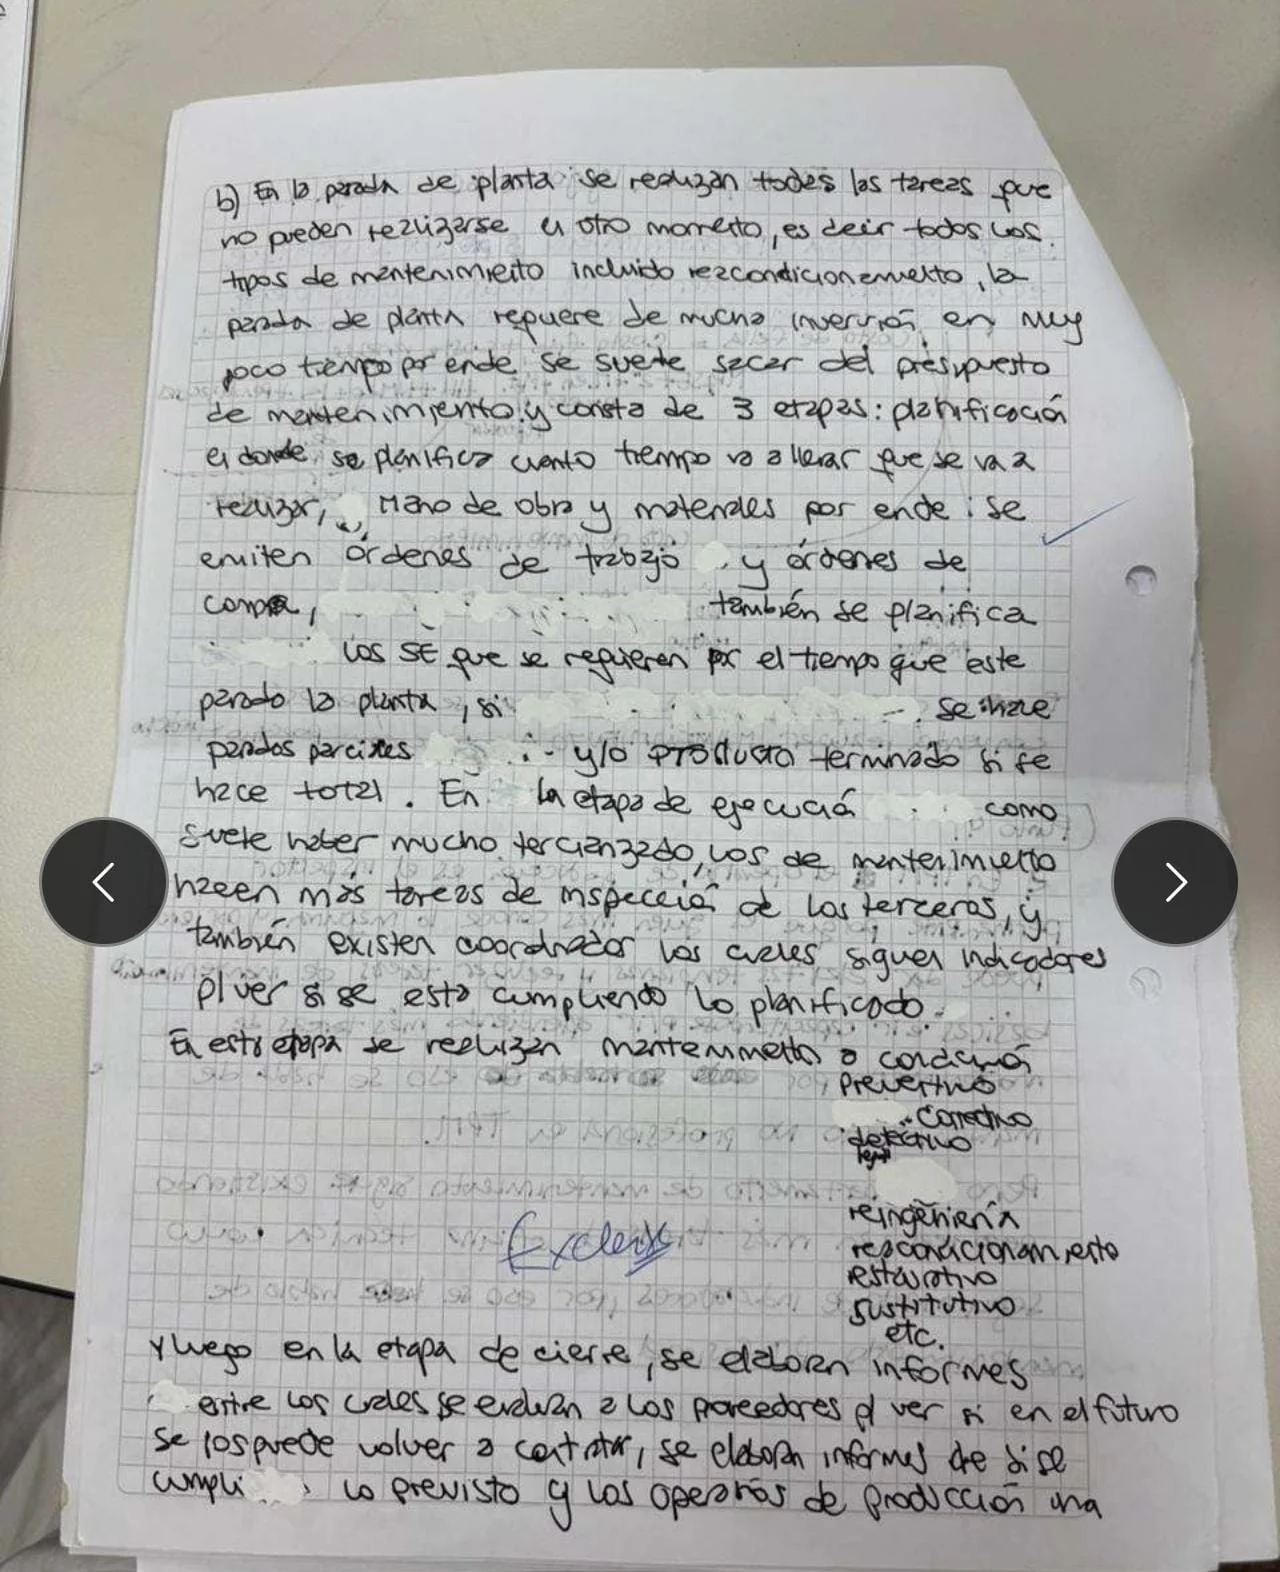 b) En la parada de planta se realizan todas las tareas que
no pueden realizarse en otro momento, es decir todos los
tipos de mantenimiento incluido reacondicionamiento, la
parada de planta requiere de mucha inversión en muy
poco tiempo por ende se suele sacar del presupuesto
de mantenimiento y consta de 3 etapas: planificación
en donde se planifica cuanto tiempo va a llevar que se va a
realizar, mano de obra y materiales por ende se
emiten órdenes de trabajo y órdenes de
compra, también se planifica
los SE que se requieren por el tiempo que este
parado la planta, si se hace
paradas parciales y/o producto terminado si se
hace total. En la etapa de ejecución como
suele haber mucho tercianzado, los de mantenimiento
hacen más tareas de inspección de los terceros, y
también existen coordinador los cuales siguen indicadores
p/ ver si se esta cumpliendo lo planificado.
En esta etapa se realizan mantenimiento a condición
preventivo
correctivo
detectivo
reingeniería
reacondicionamiento
sustitutivo
etc.
Y luego en la etapa de cierre, se elaboran informes
entre los cuales se evalúan a los proveedores p/ ver si en el futuro
se los puede volver a contratar, se elaboran informes de si se
cumpli lo previsto y los operarios de producción una